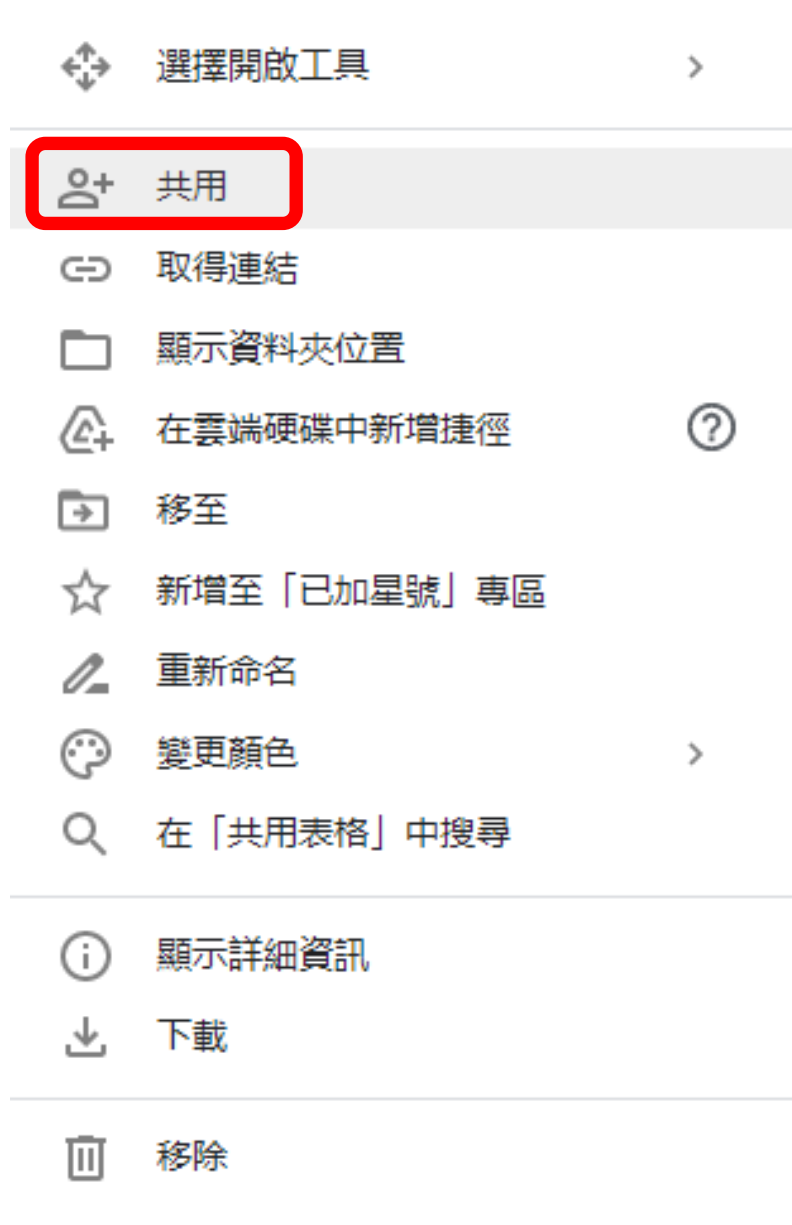 選擇開啟工具
共用
取得連結
顯示資料夾位置
在雲端硬碟中新增捷徑
移至
新增至「已加星號」專區
重新命名
變更顏色
在「共用表格」中搜尋
顯示詳細資訊
下載
移除